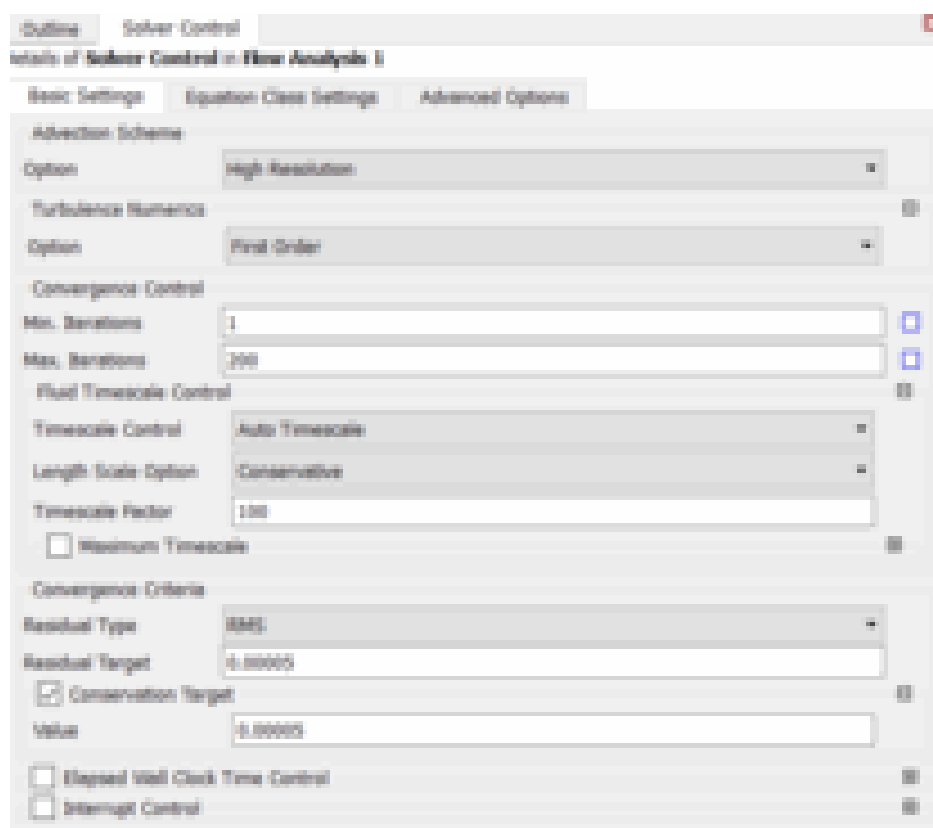 Outline Solver Control
Details of Solver Control in Flow Analysis 1
Basic Settings Equation Class Settings Advanced Options
Advection Scheme
Option High Resolution
Turbulence Numerics
Option First Order
Convergence Control
Min. Iterations 1
Max. Iterations 200
Fluid Timescale Control
Timescale Control Auto Timescale
Length Scale Option Conservative
Timescale Factor 100
Maximum Timescale
Convergence Criteria
Residual Type RMS
Residual Target 0.00005
Conservation Target
Value 0.00005
Elapsed Wall Clock Time Control
Interrupt Control